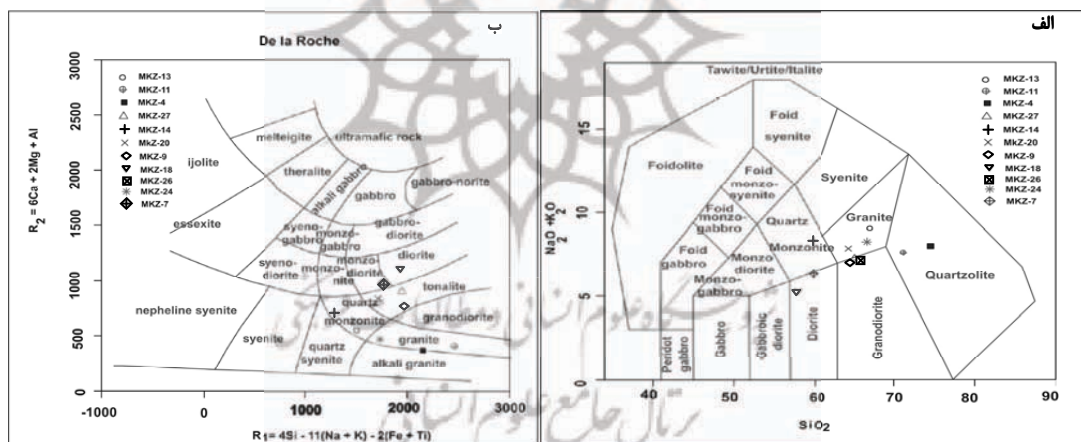 ب
De la Roche
R2 = 6Ca + 2Mg + Al
3000
2500
2000
1500
1000
500
0
-1000
0
1000
2000
3000
R1= 4Si - 11(Na + K) - 2(Fe + Ti)
MKZ-13
MKZ-11
MKZ-4
MKZ-27
MKZ-14
MkZ-20
MKZ-9
MKZ-18
MKZ-26
MKZ-24
MKZ-7
melteigite
ultramafic rock
ijolite
theralite
alkali gabbro
gabbro
gabbro-norite
essexite
syeno-
gabbro
monzo-
gabbro
gabbro-
diorite
syeno-
diorite
monzo-
nite
monzo-
diorite
diorite
tonalite
nepheline syenite
quartz
monzonite
granodiorite
syenite
quartz
syenite
granite
alkali granite
الف
Na2O +K2O
15
10
5
0
40
50
60
70
80
90
SiO2
MKZ-13
MKZ-11
MKZ-4
MKZ-27
MKZ-14
MkZ-20
MKZ-9
MKZ-18
MKZ-26
MKZ-24
MKZ-7
Tawite/Urtite/Italite
Foid
syenite
Foidolite
Foid
monzo-
syenite
Syenite
Foid
monzo-
gabbro
Quartz
Monzonite
Granite
Foid
gabbro
Monzo
diorite
Monzo-
gabbro
Quartzolite
Peridot
gabbro
Gabbro
Gabbroic
diorite
Diorite
Granodiorite
رتال جامع علوم انسانی